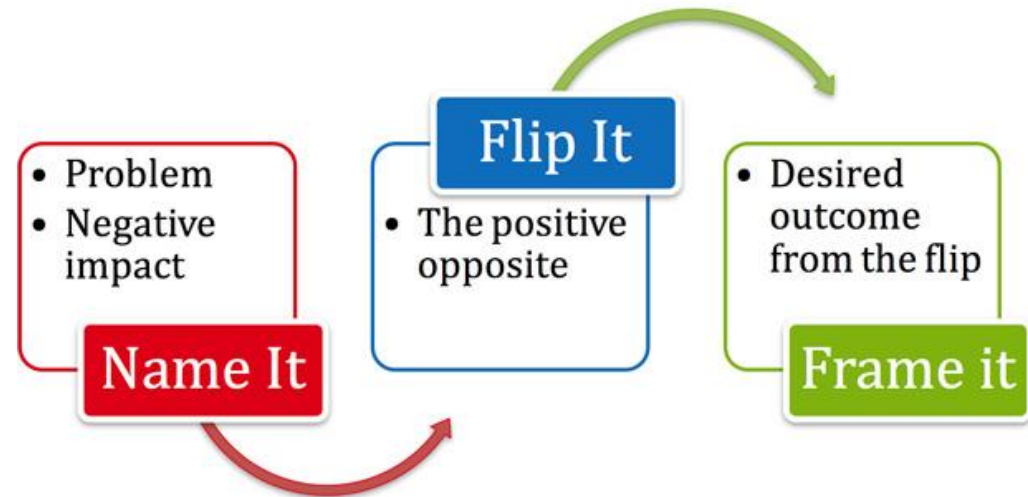 • Problem
• Negative
impact
Name It
Flip It
• The positive
opposite
• Desired
outcome
from the flip
Frame it